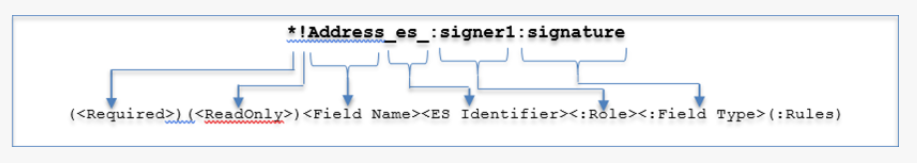 *!Address_es_:signer1:signature
(<Required>)(<ReadOnly>)<Field Name><ES Identifier><:Role><:Field Type>(:Rules)